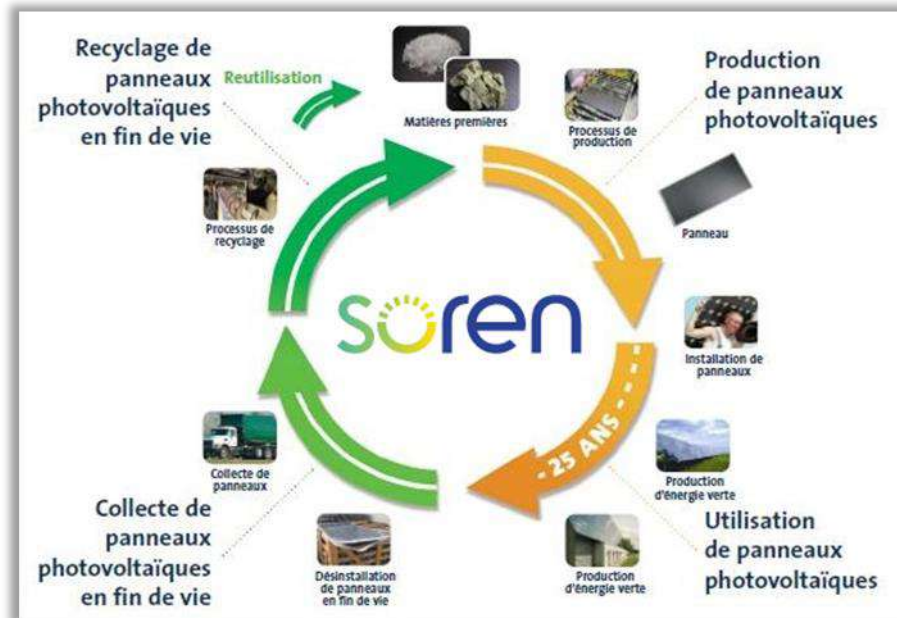 Recyclage de
panneaux
photovoltaïques
en fin de vie
Reutilisation
Matières premières
Processus de
production
Production
de panneaux
photovoltaïques
Processus de
recyclage
Panneau
soren
Installation de
panneaux
- 25 ANS - - -
Collecte de
panneaux
Production
d'énergie verte
Collecte de
panneaux
photovoltaïques
en fin de vie
Désinstallation
de panneaux
en fin de vie
Production
d'énergie verte
Utilisation
de panneaux
photovoltaïques